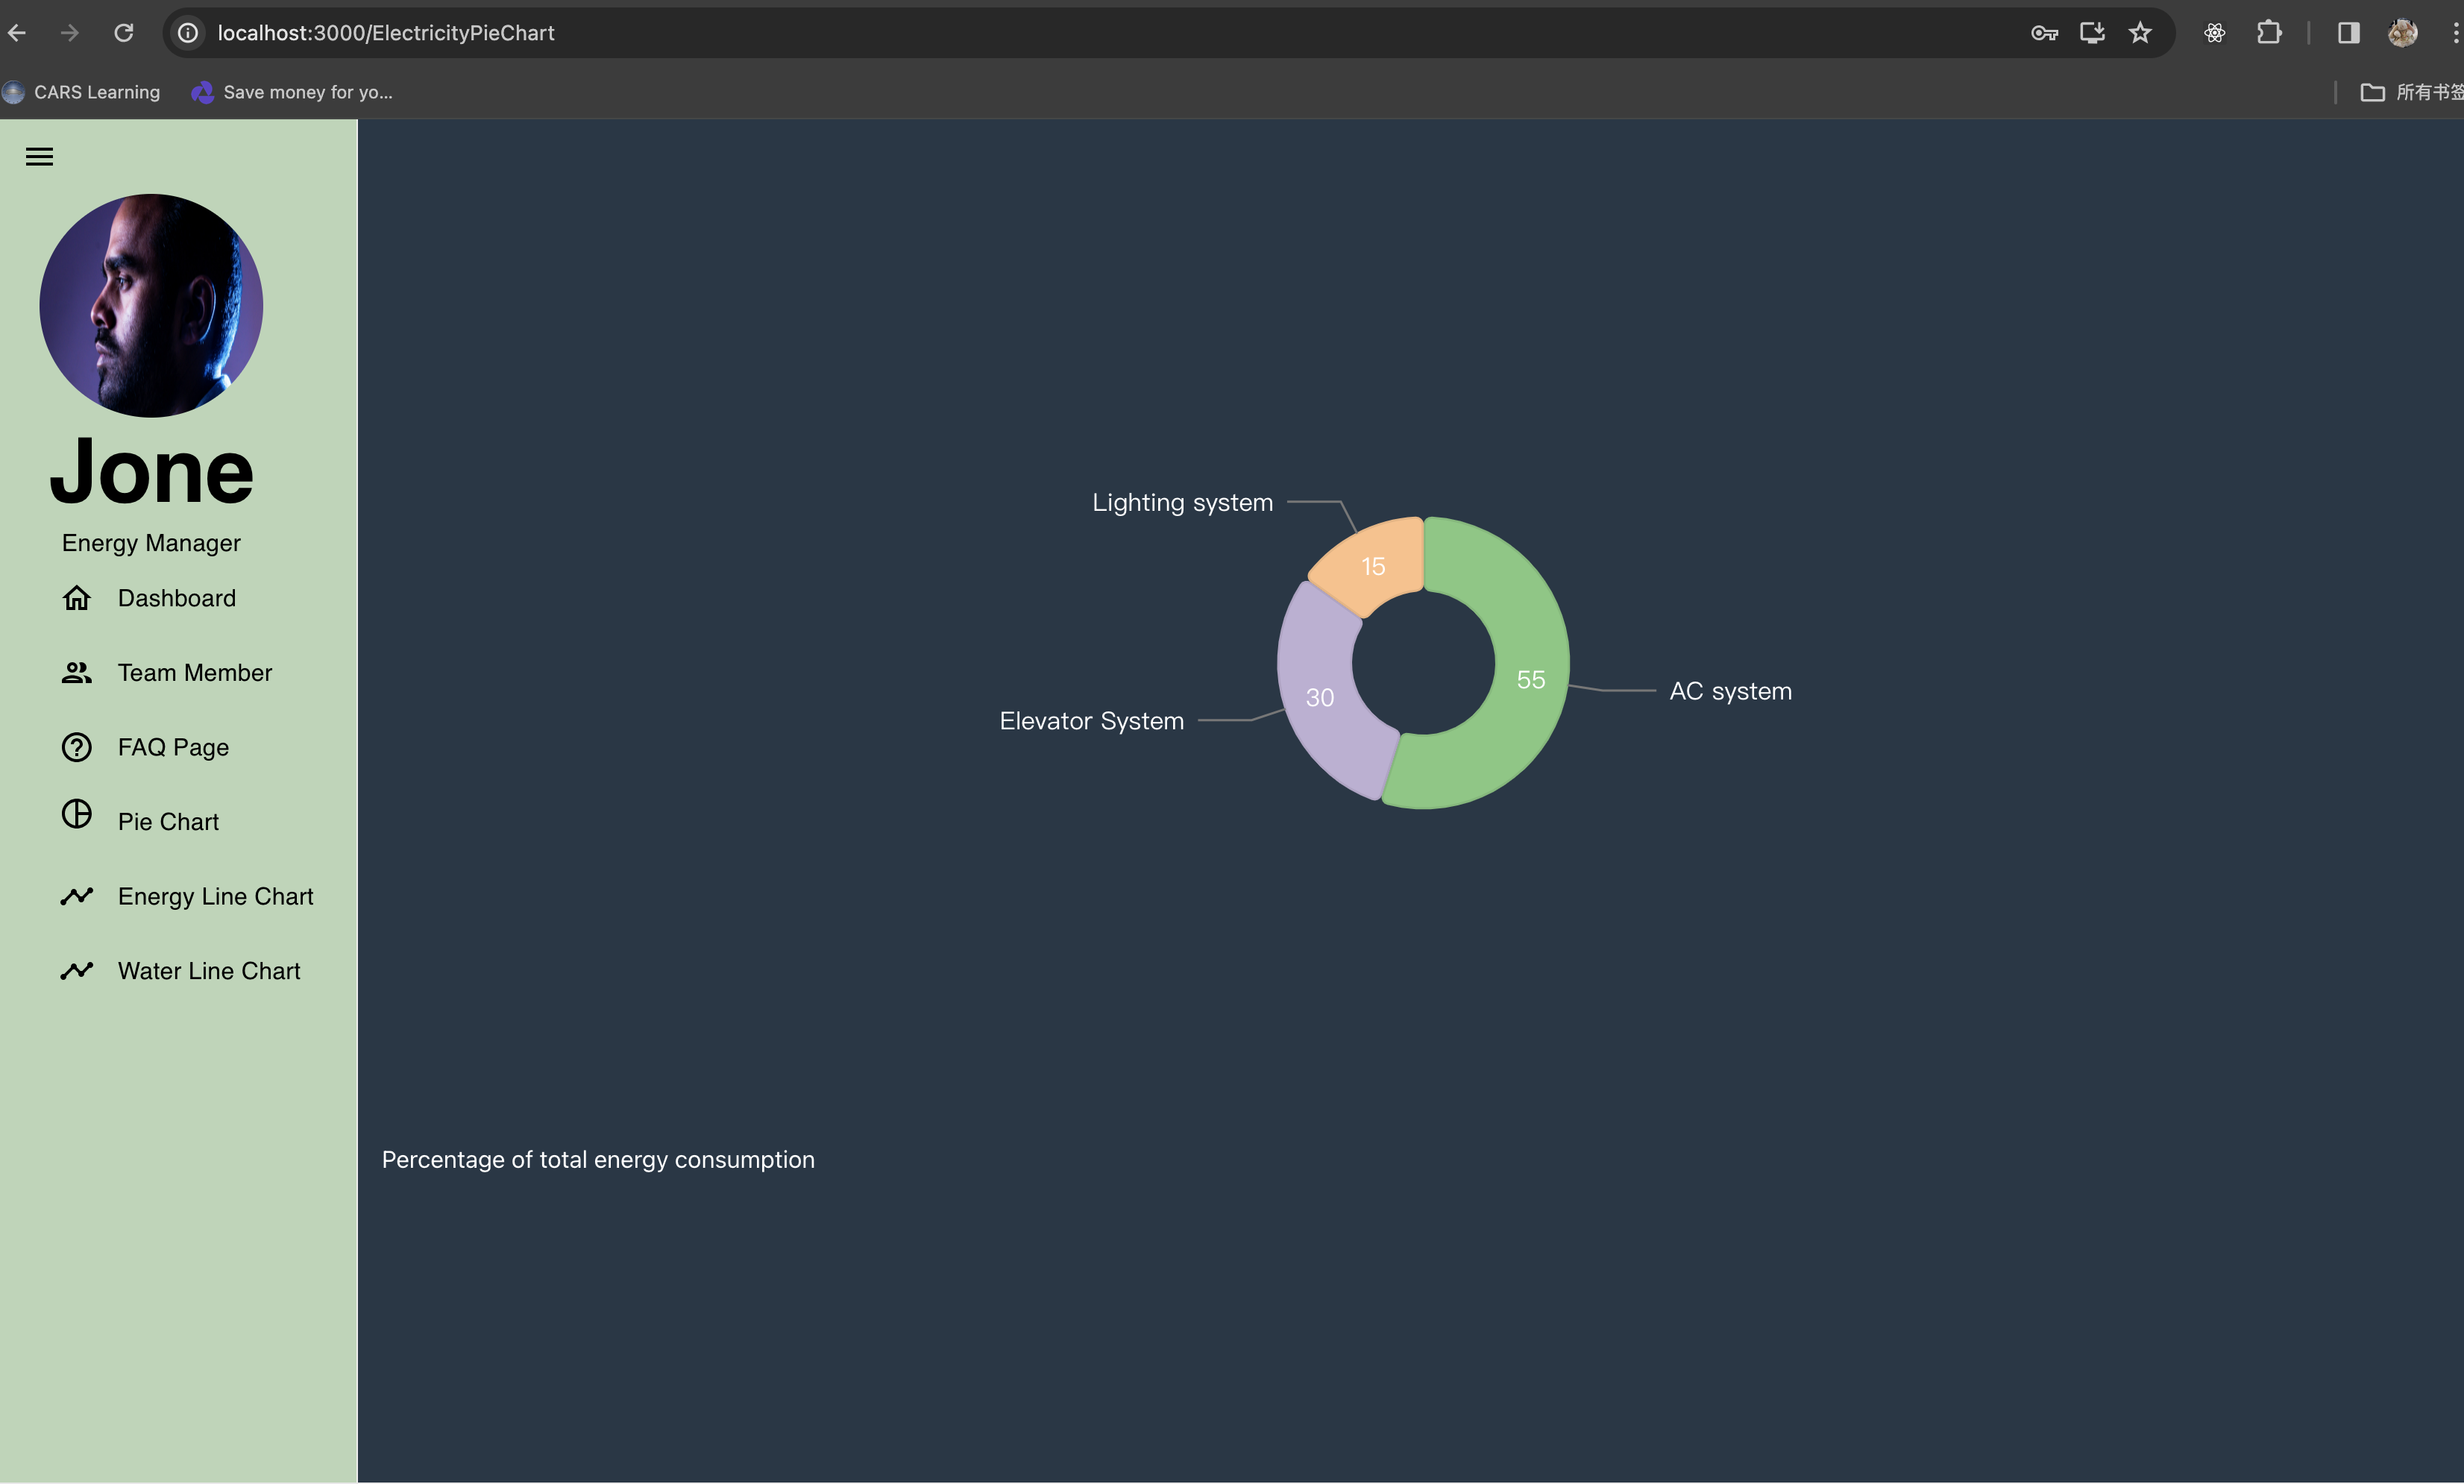 localhost:3000/ElectricityPieChart
CARS Learning
Save money for yo...
所有书签
Jone
Energy Manager
Dashboard
Team Member
FAQ Page
Pie Chart
Energy Line Chart
Water Line Chart
Lighting system
15
55
AC system
30
Elevator System
Percentage of total energy consumption